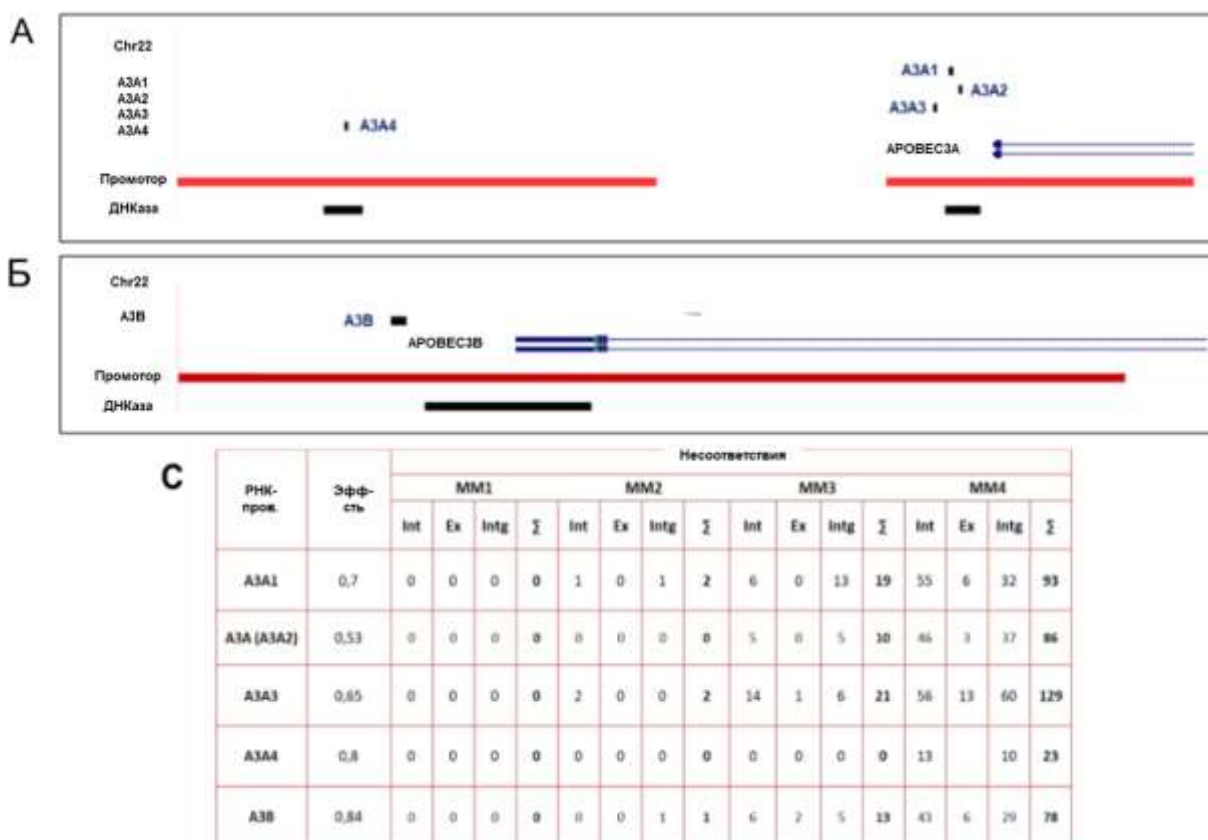 А
Chr22
A3A1
A3A2
A3A3
A3A4
A3A1
A3A2
A3A3
A3A4
APOBEC3A
Промотор
ДНКаза
Б
Chr22
A3B
A3B
APOBEC3B
Промотор
ДНКаза
С
РНК-пров. Эфф-сть Несоответствия
MM1 MM2 MM3 MM4
Int Ex Intg Σ Int Ex Intg Σ Int Ex Intg Σ Int Ex Intg Σ
A3A1 0,7 0 0 0 0 1 0 1 2 6 0 13 19 55 6 32 93
A3A (A3A2) 0,53 0 0 0 0 0 0 0 0 5 0 5 10 46 3 37 86
A3A3 0,65 0 0 0 0 2 0 0 2 14 1 6 21 56 13 60 129
A3A4 0,8 0 0 0 0 0 0 0 0 0 0 0 0 13 10 23
A3B 0,84 0 0 0 0 0 0 1 1 6 2 5 13 43 6 29 78